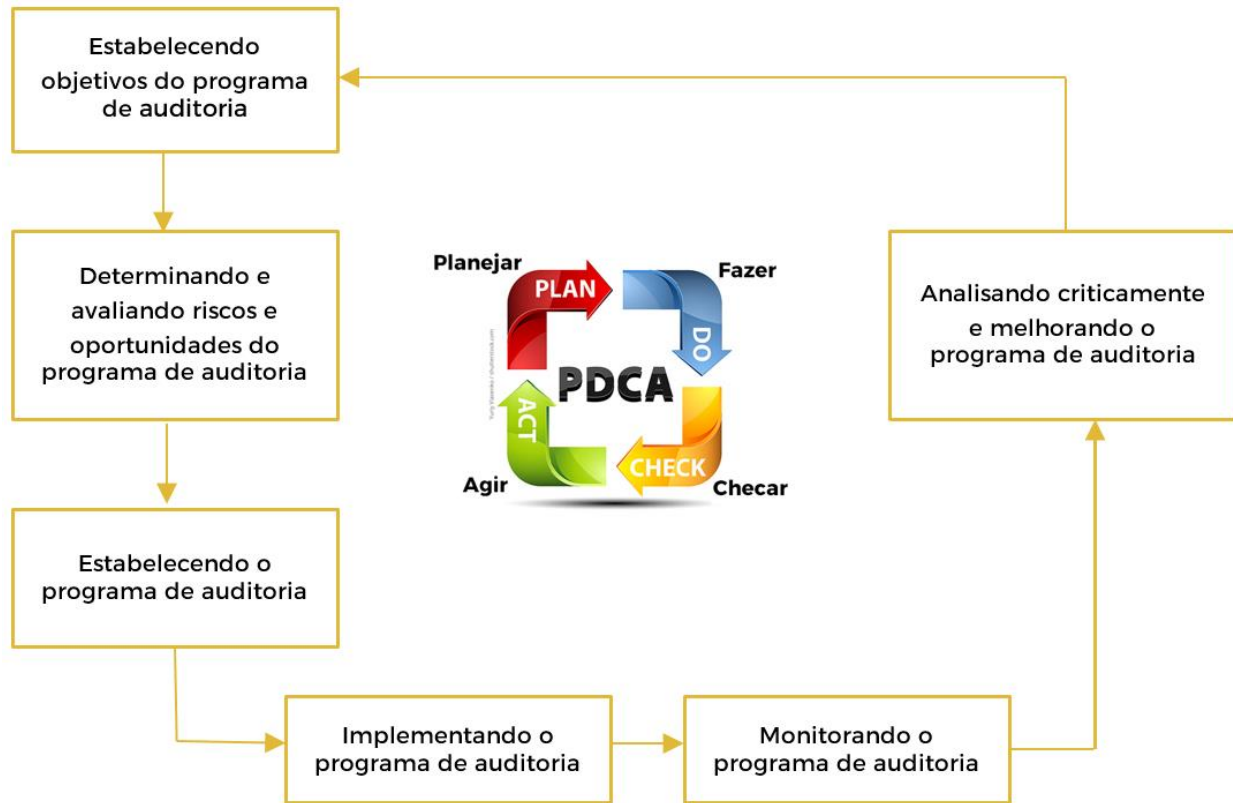 Estabelecendo
objetivos do programa
de auditoria
Determinando e
avaliando riscos e
oportunidades do
programa de auditoria
Estabelecendo o
programa de auditoria
Implementando o
programa de auditoria
Monitorando o
programa de auditoria
Analisando criticamente
e melhorando o
programa de auditoria
Planejar
PLAN
Fazer
DO
PDCA
ACT
CHECK
Agir
Checar